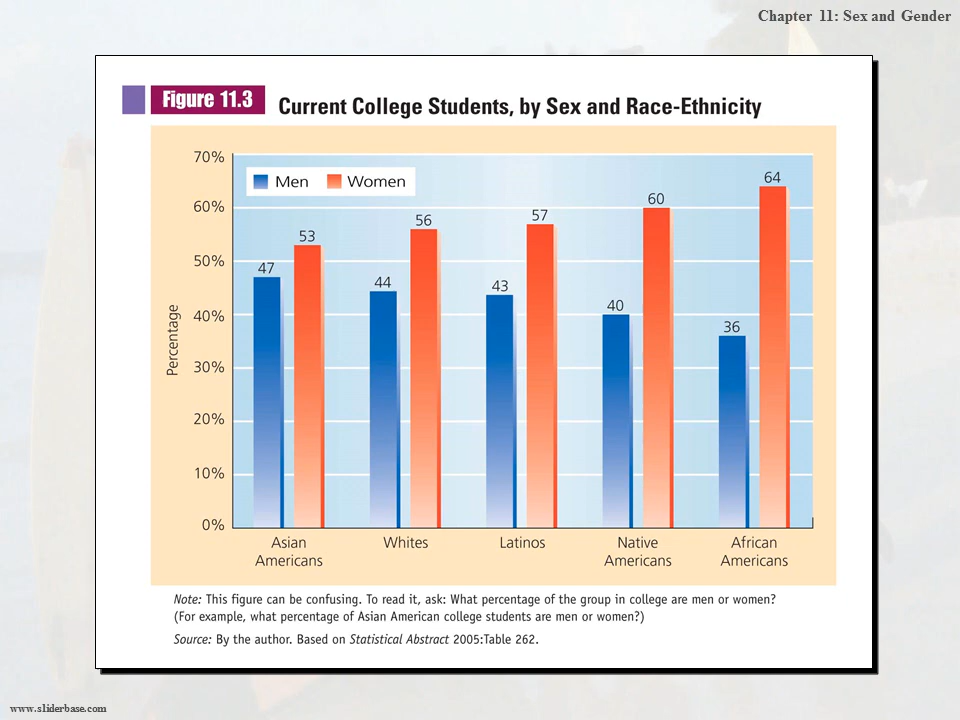 Chapter 11: Sex and Gender
Figure 11.3
Current College Students, by Sex and Race-Ethnicity
70%
60%
50%
40%
30%
20%
10%
0%
Percentage
Men
Women
47
53
44
56
43
57
40
60
36
64
Asian
Americans
Whites
Latinos
Native
Americans
African
Americans
Note: This figure can be confusing. To read it, ask: What percentage of the group in college are men or women?
(For example, what percentage of Asian American college students are men or women?)
Source: By the author. Based on Statistical Abstract 2005:Table 262.
www.sliderbase.com